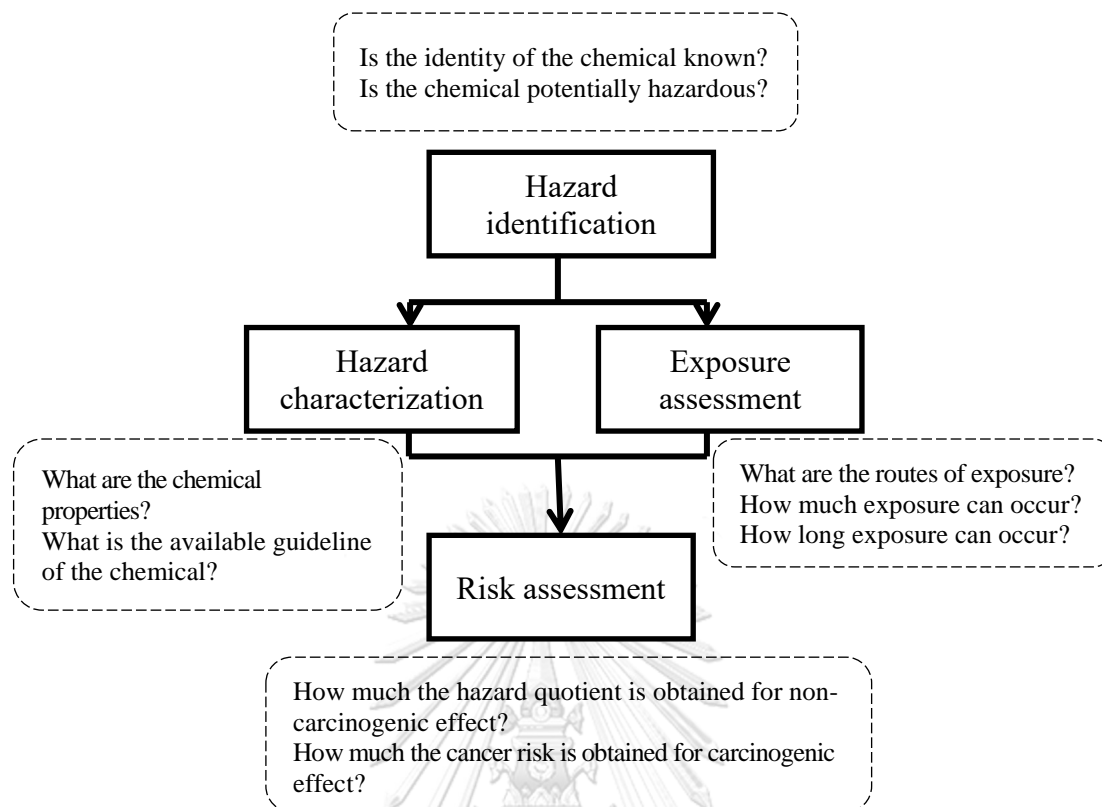 Is the identity of the chemical known?
Is the chemical potentially hazardous?
Hazard
identification
Hazard
characterization
Exposure
assessment
What are the chemical
properties?
What is the available guideline
of the chemical?
What are the routes of exposure?
How much exposure can occur?
How long exposure can occur?
Risk assessment
How much the hazard quotient is obtained for non-
carcinogenic effect?
How much the cancer risk is obtained for carcinogenic
effect?